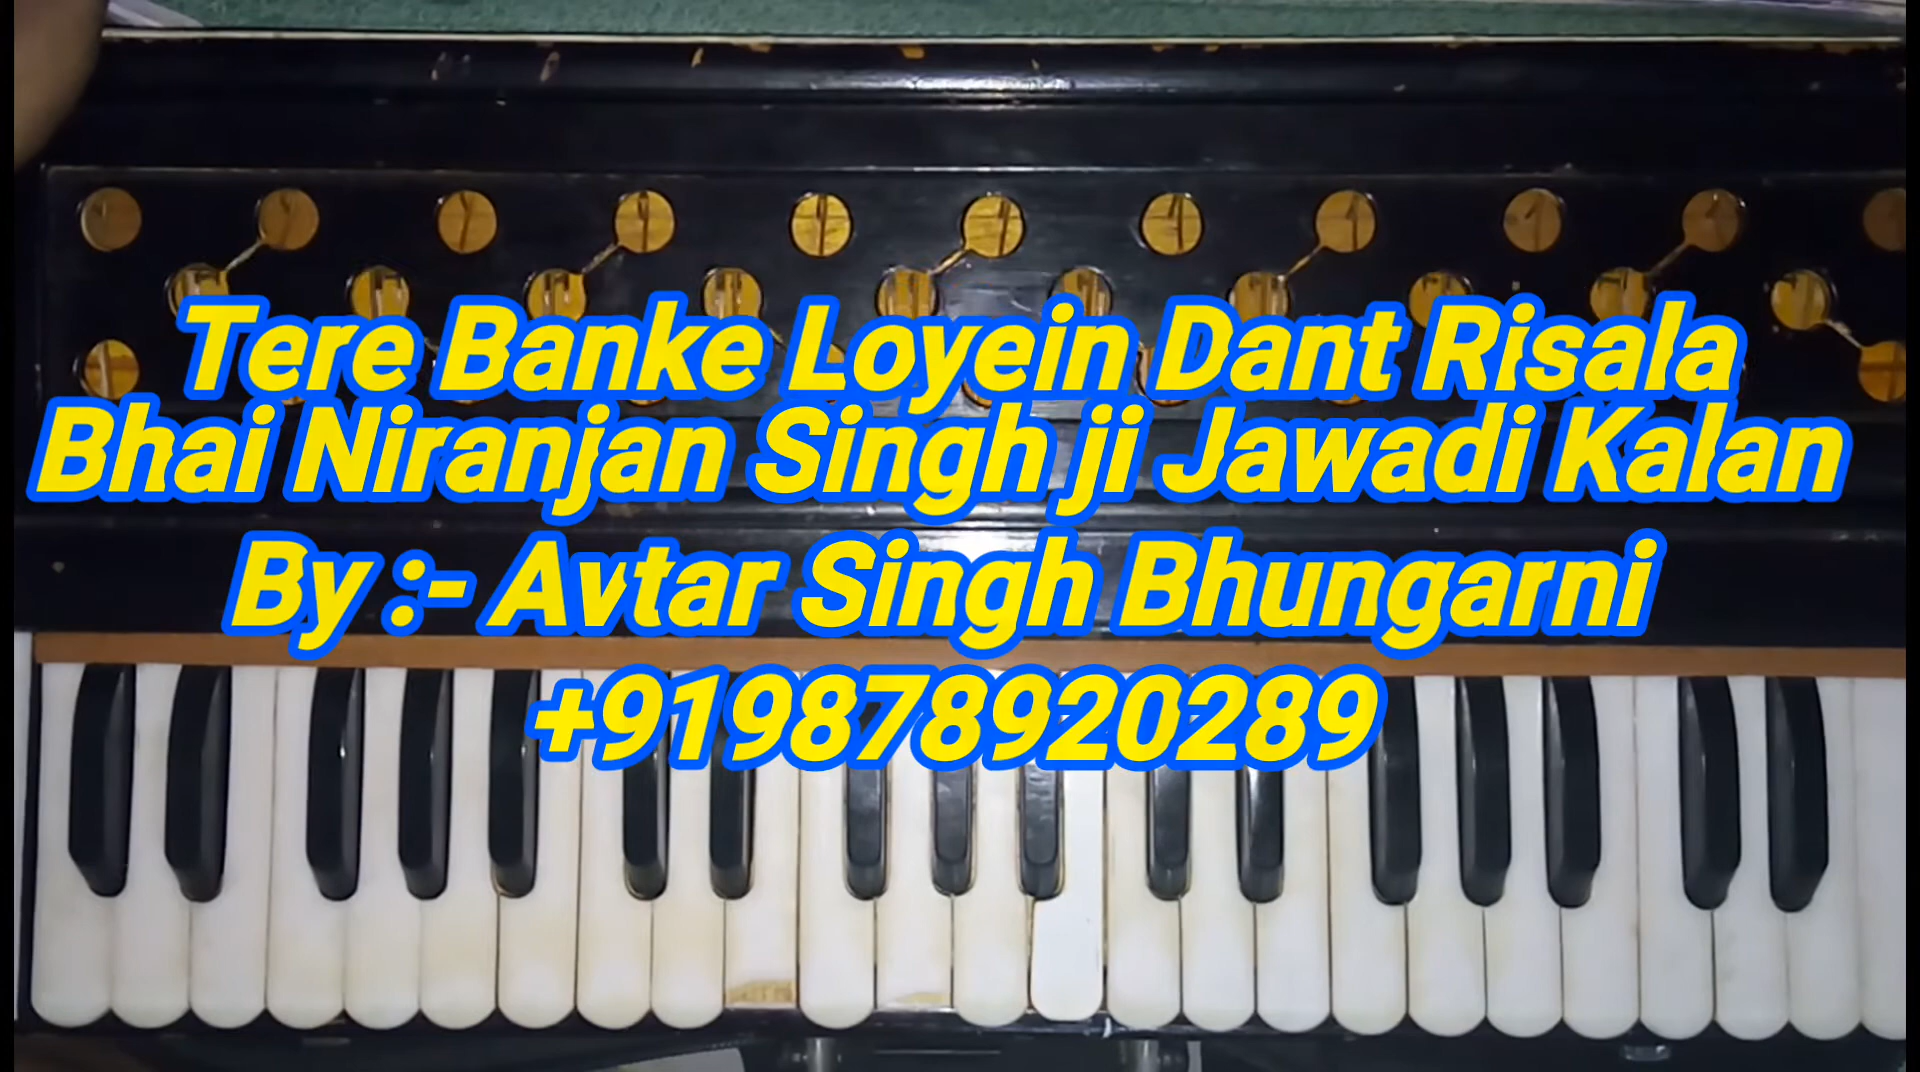 Tere Banke Loyein Dant Risala
Bhai Niranjan Singh ji Jawadi Kalan
By :- Avtar Singh Bhungarni
+919878920289